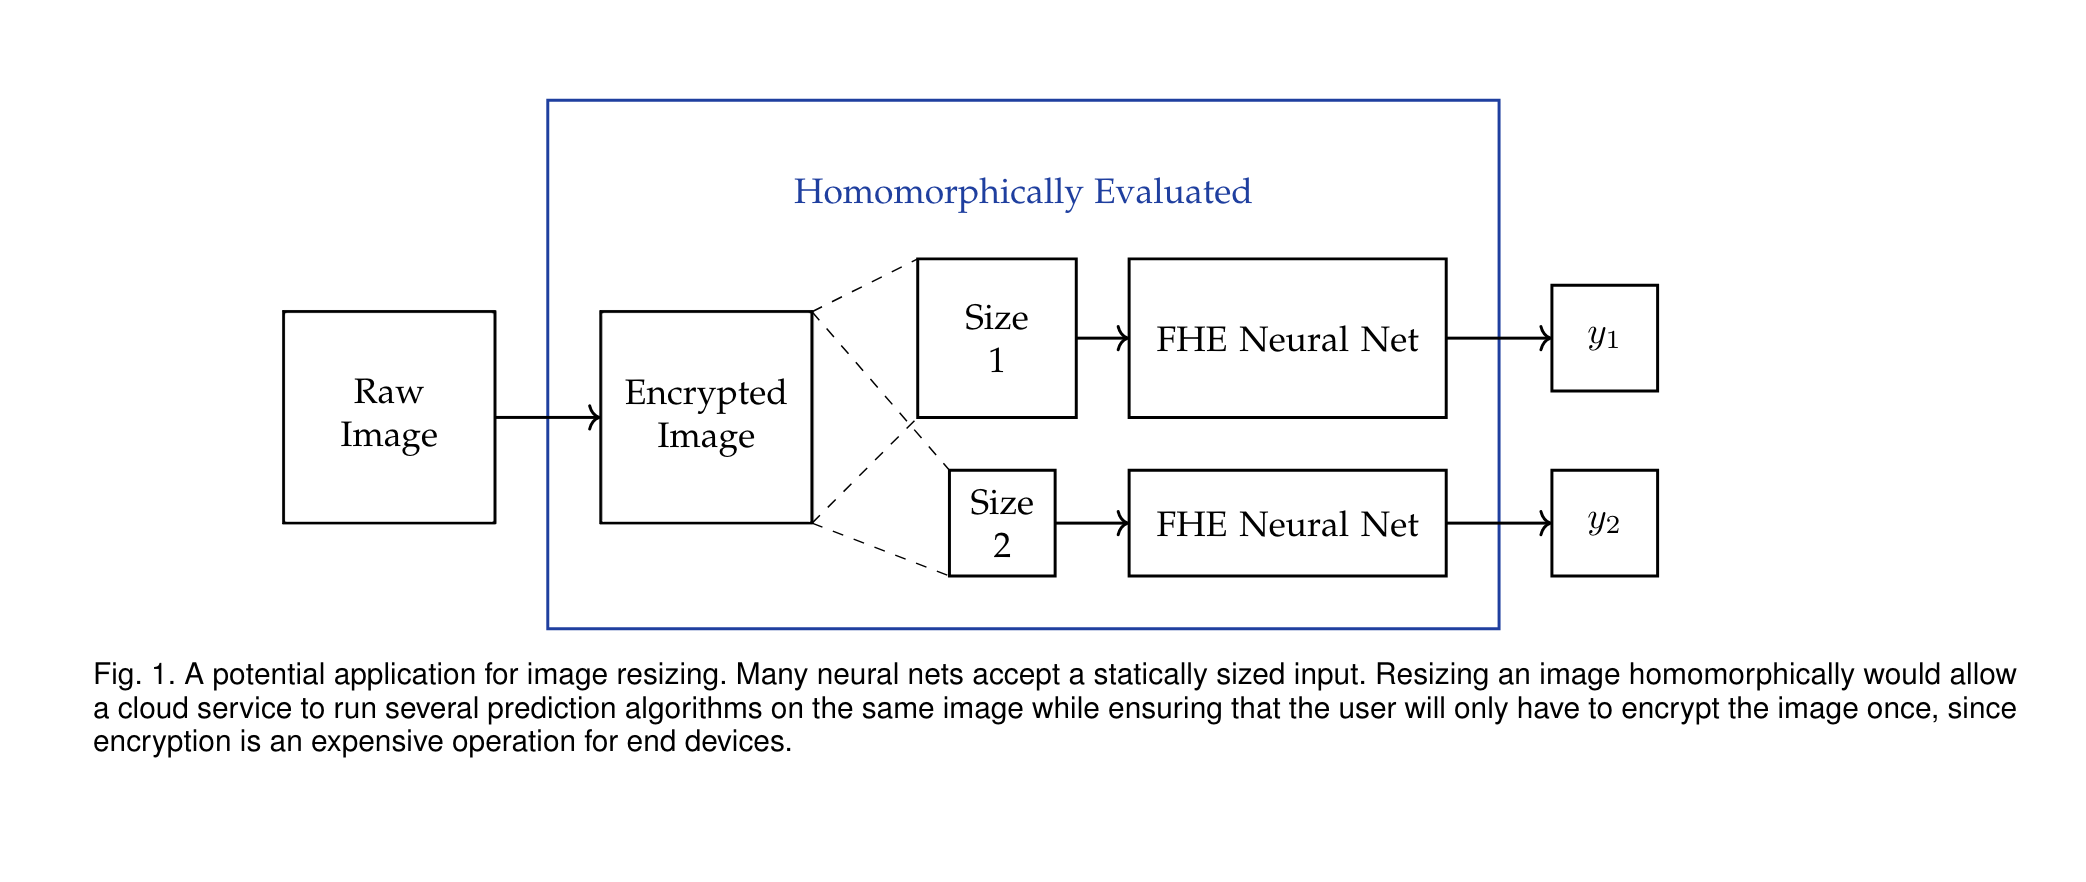 Homomorphically Evaluated
Raw
Image
Encrypted
Image
Size
1
FHE Neural Net
y1
Size
2
FHE Neural Net
y2
Fig. 1. A potential application for image resizing. Many neural nets accept a statically sized input. Resizing an image homomorphically would allow
a cloud service to run several prediction algorithms on the same image while ensuring that the user will only have to encrypt the image once, since
encryption is an expensive operation for end devices.